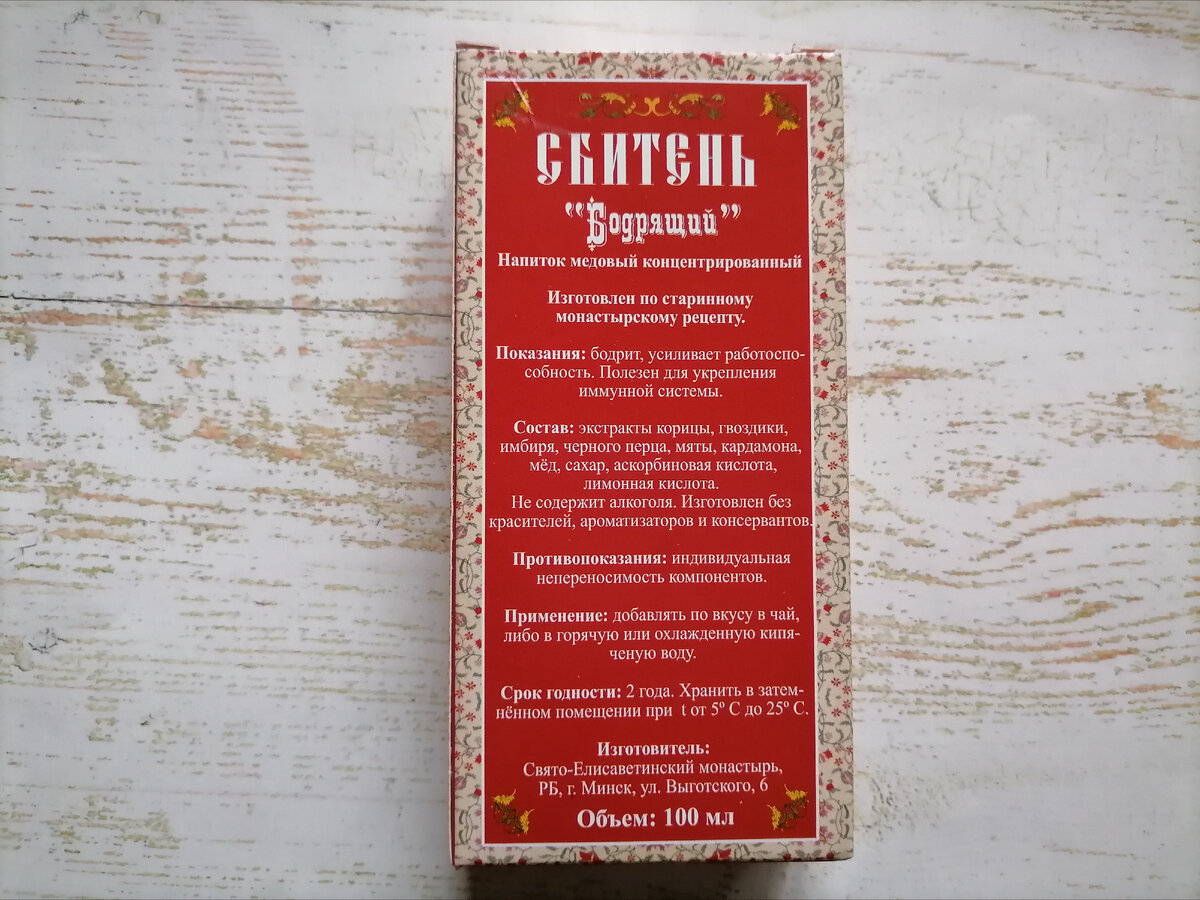 СБИТЕНЬ
"Бодрящий"
Напиток медовый концентрированный
Изготовлен по старинному
монастырскому рецепту.
Показания: бодрит, усиливает работоспо-
собность. Полезен для укрепления
иммунной системы.
Состав: экстракты корицы, гвоздики,
имбиря, черного перца, мяты, кардамона,
мёд, сахар, аскорбиновая кислота,
лимонная кислота.
Не содержит алкоголя. Изготовлен без
красителей, ароматизаторов и консервантов.
Противопоказания: индивидуальная
непереносимость компонентов.
Применение: добавлять по вкусу в чай,
либо в горячую или охлажденную кипя-
ченую воду.
Срок годности: 2 года. Хранить в затем-
нённом помещении при t от 5º С до 25º С.
Изготовитель:
Свято-Елисаветинский монастырь,
РБ, г. Минск, ул. Выготского, 6
Объем: 100 мл